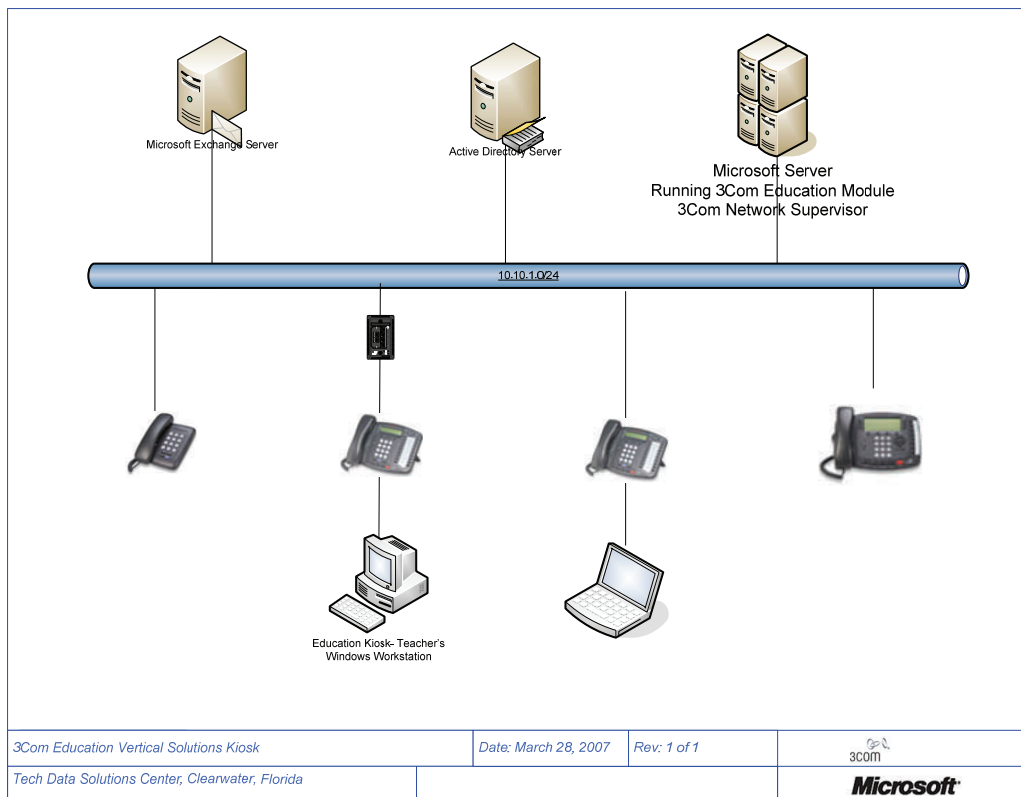 Microsoft Exchange Server
Active Directory Server
Microsoft Server
Running 3Com Education Module
3Com Network Supervisor
10.10.1.0/24
Education Kiosk- Teacher's
Windows Workstation
3Com Education Vertical Solutions Kiosk
Date: March 28, 2007
Rev: 1 of 1
3COM
Tech Data Solutions Center, Clearwater, Florida
Microsoft